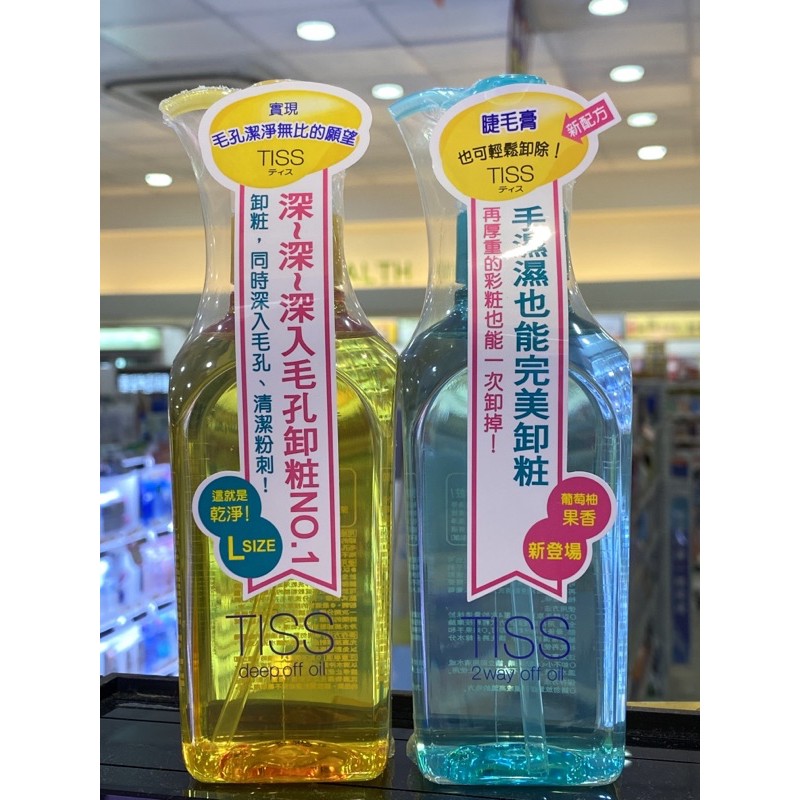 實現
毛孔潔淨無比的願望
TISS
ティス
深~深~深入毛孔卸粧NO.1
卸粧，同時深入毛孔、清潔粉刺！
這就是
乾淨!
L SIZE
TISS
deep off oil
睫毛膏
也可輕鬆卸除！
TISS
ティス
新配方
手濕濕也能完美卸粧
再厚重的彩粧也能一次卸掉！
葡萄柚
果香
新登場
TISS
2way off oil
ALTH